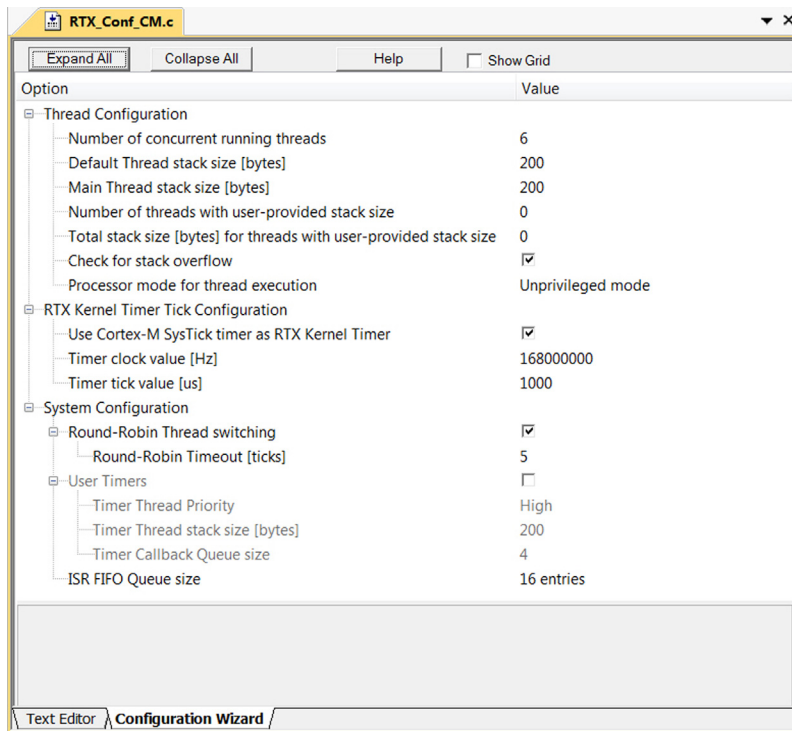 RTX_Conf_CM.c
Expand All Collapse All Help Show Grid
Option Value
Thread Configuration
Number of concurrent running threads 6
Default Thread stack size [bytes] 200
Main Thread stack size [bytes] 200
Number of threads with user-provided stack size 0
Total stack size [bytes] for threads with user-provided stack size 0
Check for stack overflow
Processor mode for thread execution Unprivileged mode
RTX Kernel Timer Tick Configuration
Use Cortex-M SysTick timer as RTX Kernel Timer
Timer clock value [Hz] 168000000
Timer tick value [us] 1000
System Configuration
Round-Robin Thread switching
Round-Robin Timeout [ticks] 5
User Timers
Timer Thread Priority High
Timer Thread stack size [bytes] 200
Timer Callback Queue size 4
ISR FIFO Queue size 16 entries
Text Editor Configuration Wizard